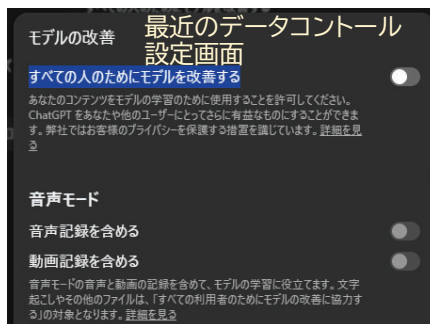 最近のデータコントール
設定画面
モデルの改善
すべての人のためにモデルを改善する
あなたのコンテンツをモデルの学習のために使用することを許可してください。
ChatGPT をあなたや他のユーザーにとってさらに有益なものにすることができま
す。弊社ではお客様のプライバシーを保護する措置を講じています。詳細を見
る
音声モード
音声記録を含める
動画記録を含める
音声モードの音声と動画の記録を含めて、モデルの学習に役立てます。文字
起こしやその他のファイルは、「すべての利用者のためにモデルの改善に協力す
る」の対象となります。詳細を見る